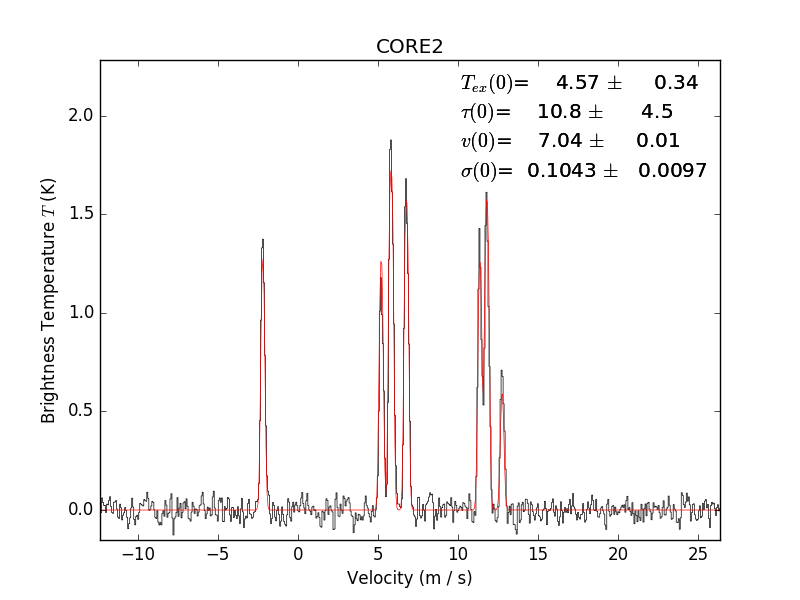 CORE2
T_ex(0)= 4.57 ± 0.34
τ(0)= 10.8 ± 4.5
v(0)= 7.04 ± 0.01
σ(0)= 0.1043 ± 0.0097
2.0
1.5
1.0
0.5
0.0
Brightness Temperature T (K)
−10 −5 0 5 10 15 20 25
Velocity (m / s)